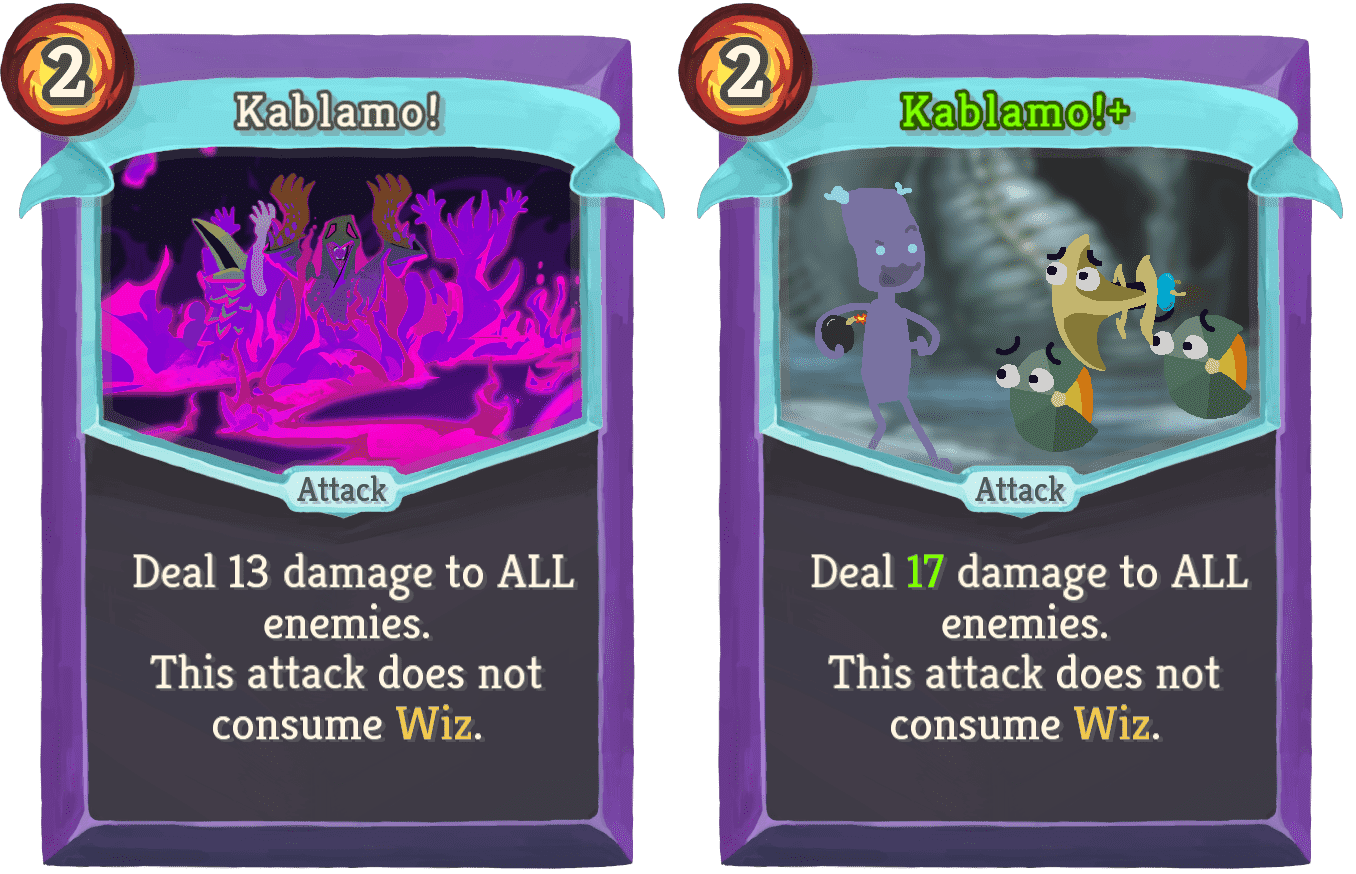 2
Kablamo!
Attack
Deal 13 damage to ALL
enemies.
This attack does not
consume Wiz.
2
Kablamo!+
Attack
Deal 17 damage to ALL
enemies.
This attack does not
consume Wiz.